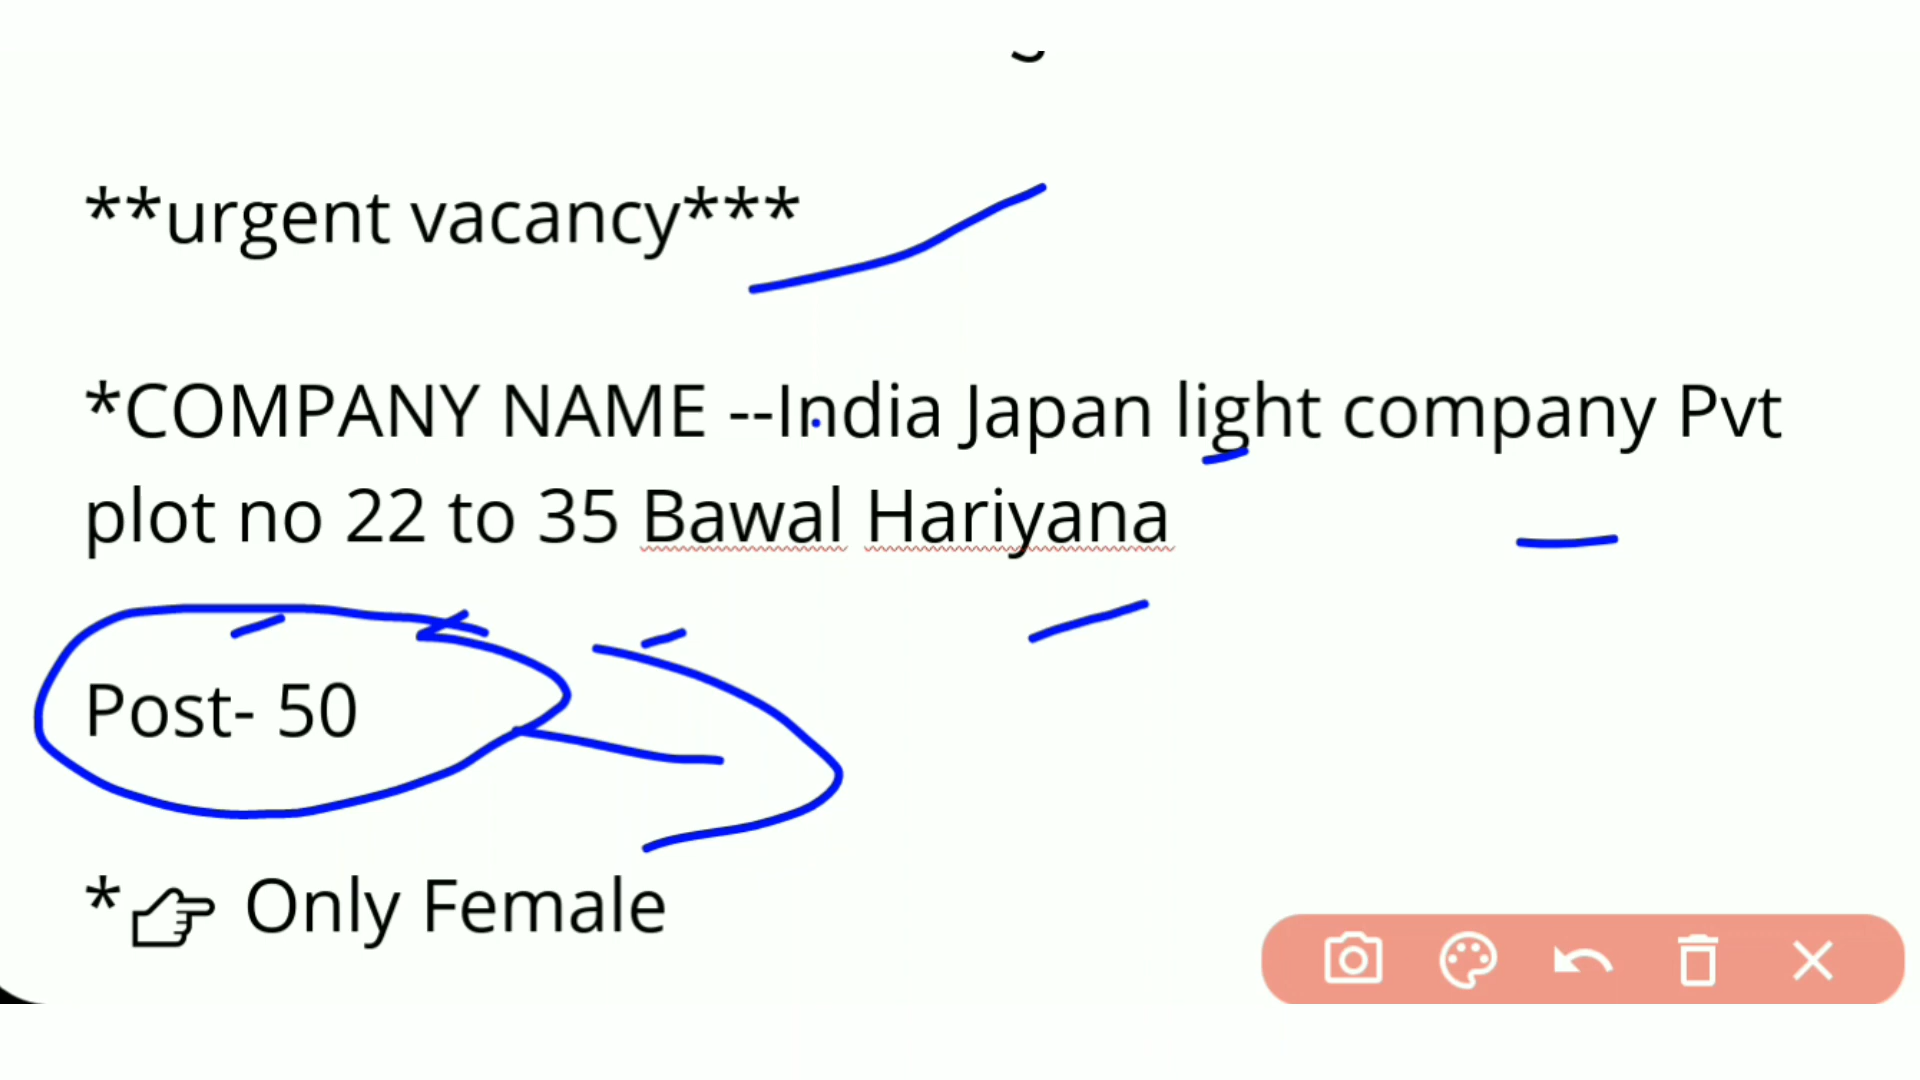 **urgent vacancy***
*COMPANY NAME --India Japan light company Pvt
plot no 22 to 35 Bawal Hariyana
Post- 50
*👉 Only Female